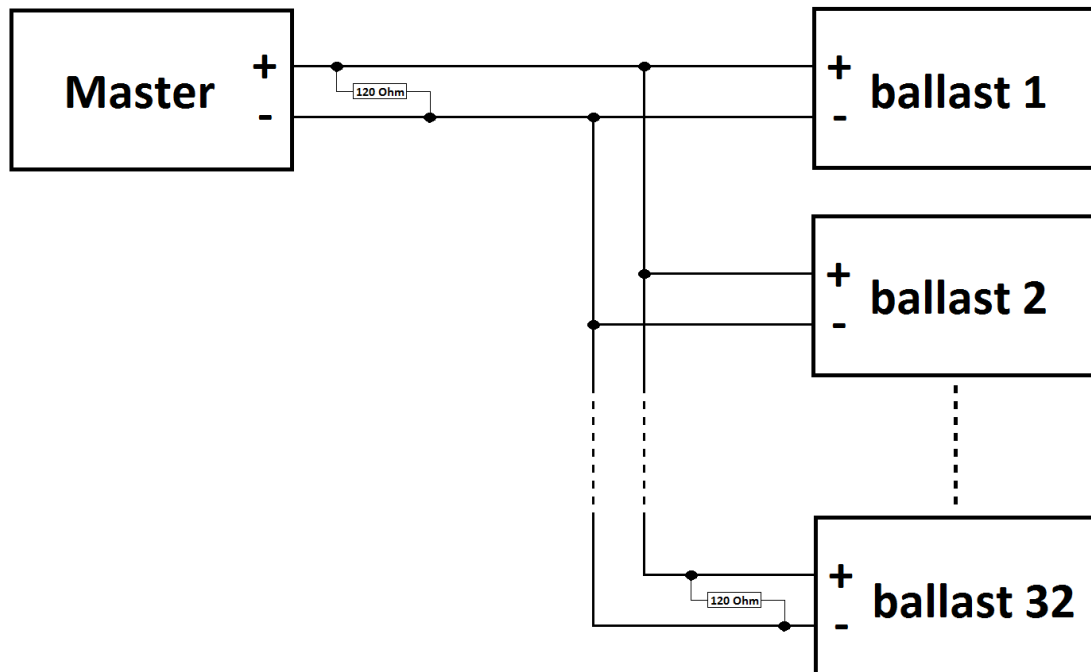 Master
+
-
120 Ohm
+
-
ballast 1
+
-
ballast 2
120 Ohm
+
-
ballast 32